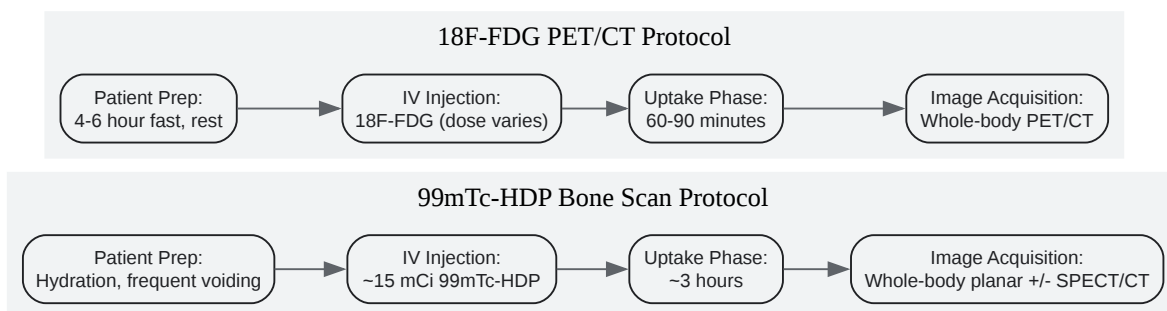 18F-FDG PET/CT Protocol
Patient Prep:
4-6 hour fast, rest
IV Injection:
18F-FDG (dose varies)
Uptake Phase:
60-90 minutes
Image Acquisition:
Whole-body PET/CT
99mTc-HDP Bone Scan Protocol
Patient Prep:
Hydration, frequent voiding
IV Injection:
~15 mCi 99mTc-HDP
Uptake Phase:
~3 hours
Image Acquisition:
Whole-body planar +/- SPECT/CT